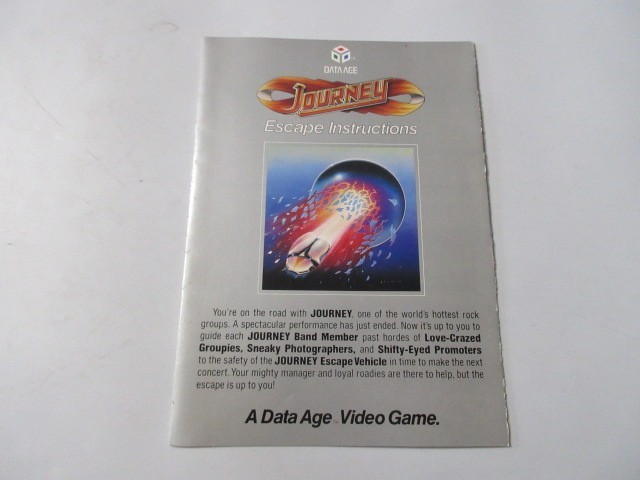 DATA AGE
JOURNEY
Escape Instructions
You're on the road with JOURNEY, one of the world's hottest rock
groups. A spectacular performance has just ended. Now it's up to you to
guide each JOURNEY Band Member past hordes of Love-Crazed
Groupies, Sneaky Photographers, and Shifty-Eyed Promoters
to the safety of the JOURNEY Escape Vehicle in time to make the next
concert. Your mighty manager and loyal roadies are there to help, but the
escape is up to you!
A Data Age™ Video Game.